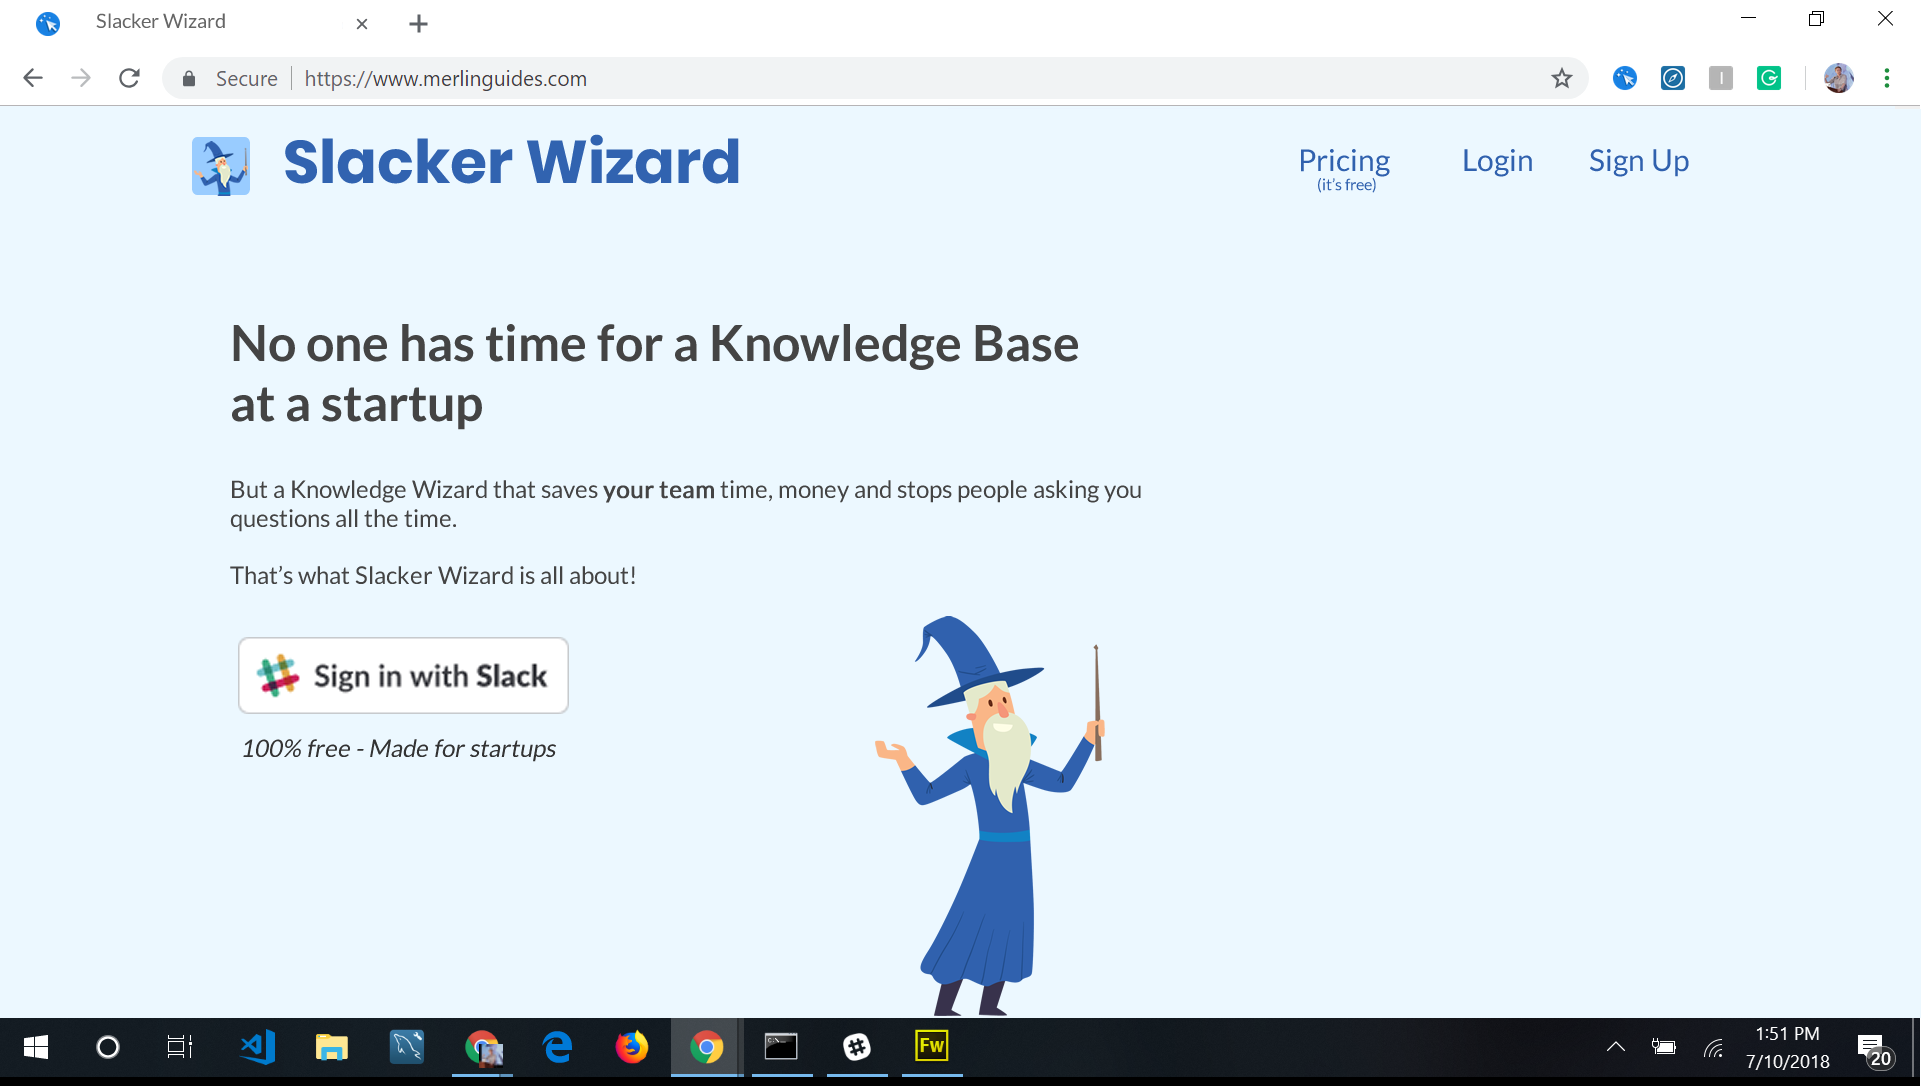 Slacker Wizard
Secure
https://www.merlinguides.com
Slacker Wizard
Pricing
(it's free)
Login
Sign Up
No one has time for a Knowledge Base
at a startup
But a Knowledge Wizard that saves your team time, money and stops people asking you
questions all the time.
That's what Slacker Wizard is all about!
Sign in with Slack
100% free - Made for startups
Fw
1:51 PM
7/10/2018
20